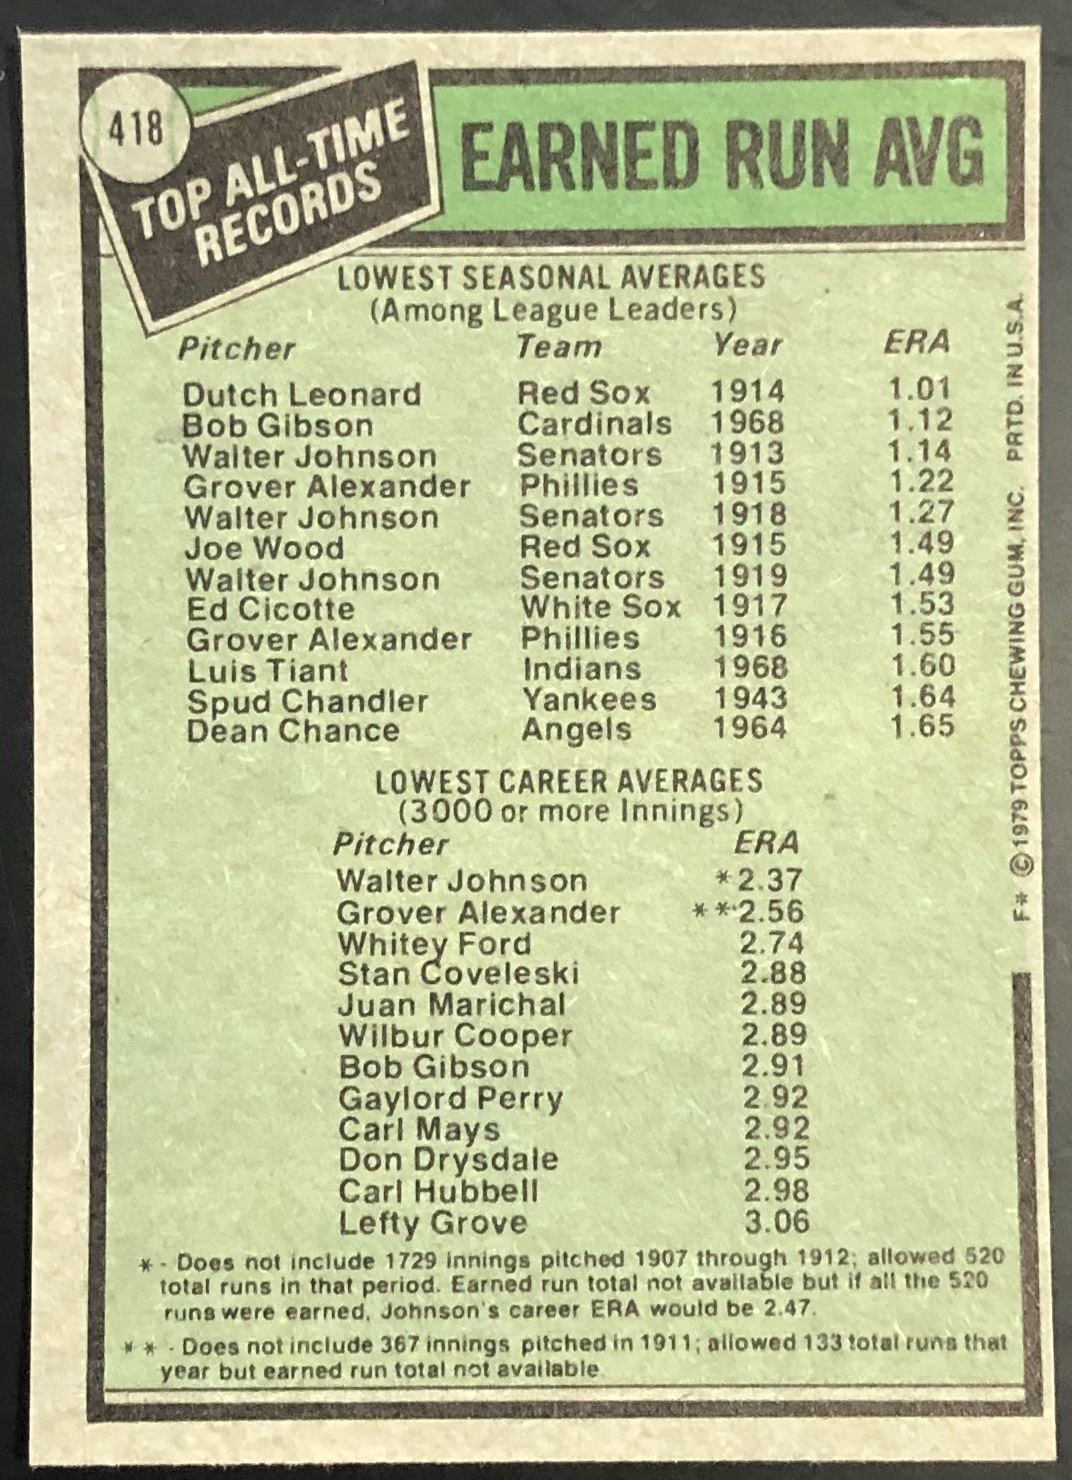 418
TOP ALL-TIME
RECORDS
EARNED RUN AVG
LOWEST SEASONAL AVERAGES
(Among League Leaders)
Pitcher Team Year ERA
Dutch Leonard Red Sox 1914 1.01
Bob Gibson Cardinals 1968 1.12
Walter Johnson Senators 1913 1.14
Grover Alexander Phillies 1915 1.22
Walter Johnson Senators 1918 1.27
Joe Wood Red Sox 1915 1.49
Walter Johnson Senators 1919 1.49
Ed Cicotte White Sox 1917 1.53
Grover Alexander Phillies 1916 1.55
Luis Tiant Indians 1968 1.60
Spud Chandler Yankees 1943 1.64
Dean Chance Angels 1964 1.65
LOWEST CAREER AVERAGES
(3000 or more Innings)
Pitcher ERA
Walter Johnson *2.37
Grover Alexander **2.56
Whitey Ford 2.74
Stan Coveleski 2.88
Juan Marichal 2.89
Wilbur Cooper 2.89
Bob Gibson 2.91
Gaylord Perry 2.92
Carl Mays 2.92
Don Drysdale 2.95
Carl Hubbell 2.98
Lefty Grove 3.06
* - Does not include 1729 innings pitched 1907 through 1912; allowed 520
total runs in that period. Earned run total not available but if all the 520
runs were earned, Johnson's career ERA would be 2.47.
* * - Does not include 367 innings pitched in 1911; allowed 133 total runs that
year but earned run total not available.
F* © 1979 TOPPS CHEWING GUM, INC. PRTD. IN U.S.A.